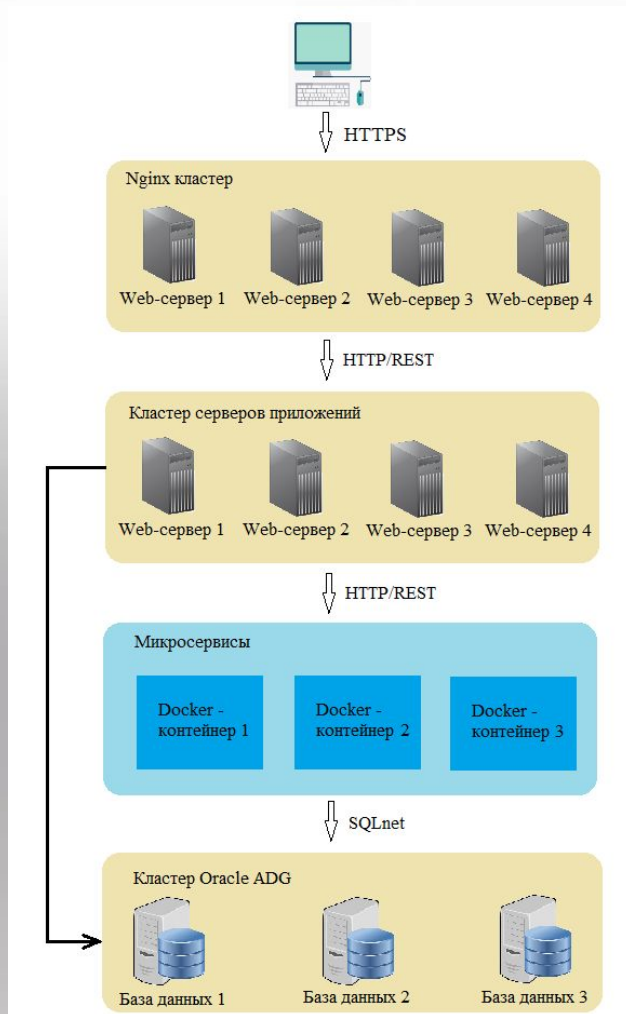 HTTPS
Nginx кластер
Web-сервер 1 Web-сервер 2 Web-сервер 3 Web-сервер 4
HTTP/REST
Кластер серверов приложений
Web-сервер 1 Web-сервер 2 Web-сервер 3 Web-сервер 4
HTTP/REST
Микросервисы
Docker -
контейнер 1
Docker -
контейнер 2
Docker -
контейнер 3
SQLnet
Кластер Oracle ADG
База данных 1 База данных 2 База данных 3